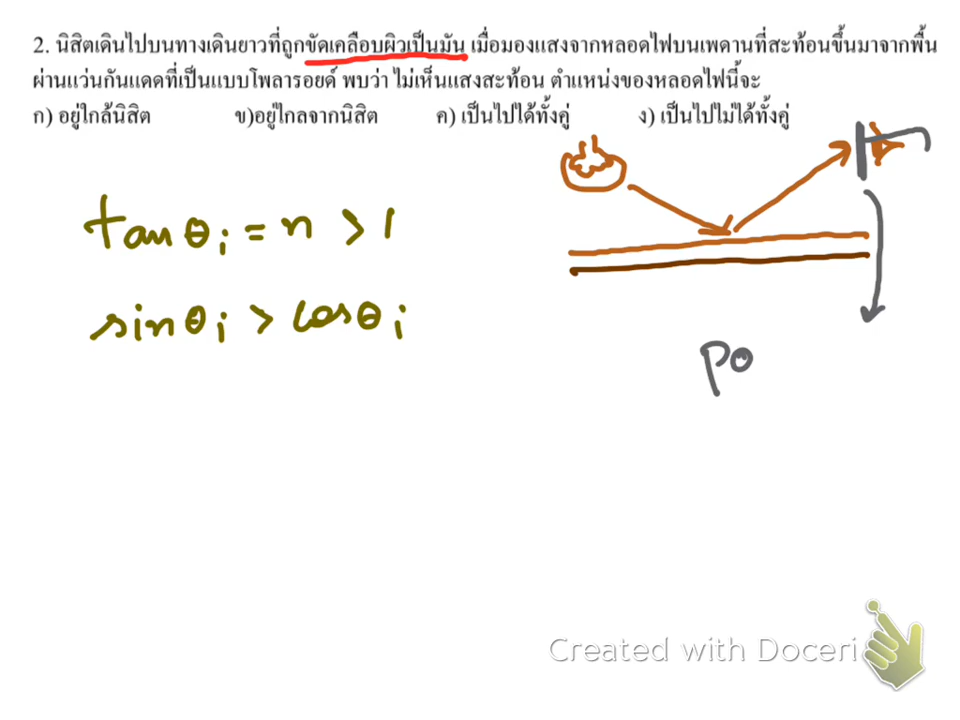 2. นิสิตเดินไปบนทางเดินยาวที่ถูกขัดเคลือบผิวเป็นมัน เมื่อมองแสงจากหลอดไฟบนเพดานที่สะท้อนขึ้นมาจากพื้น
ผ่านแว่นกันแดดที่เป็นแบบโพลารอยด์ พบว่า ไม่เห็นแสงสะท้อน ตำแหน่งของหลอดไฟนี้จะ
ก) อยู่ใกล้นิสิต ข)อยู่ไกลจากนิสิต ค) เป็นไปได้ทั้งคู่ ง) เป็นไปไม่ได้ทั้งคู่
tan θi = n > 1
sin θi > cos θi
po
Created with Doceri